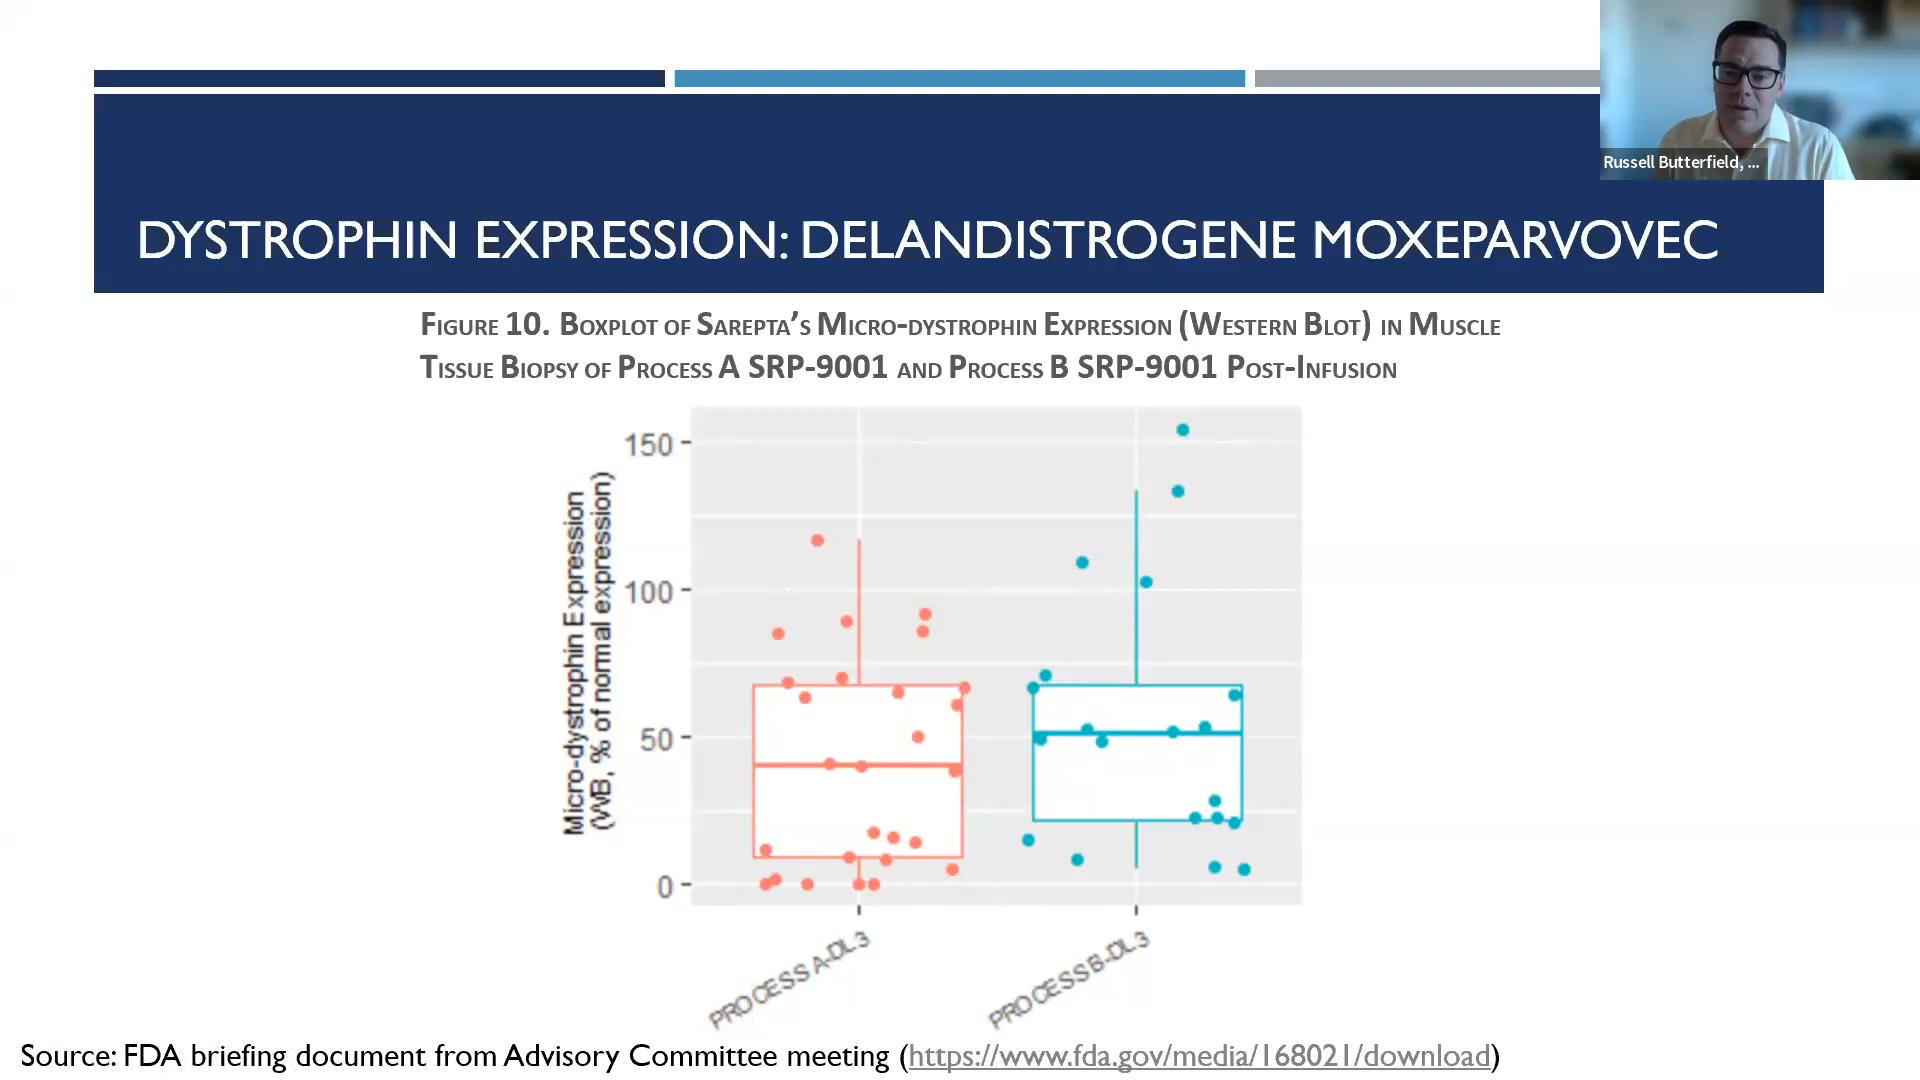 Russell Butterfield, ...
DYSTROPHIN EXPRESSION: DELANDISTROGENE MOXEPARVOVEC
Figure 10. Boxplot of Sarepta's Micro-dystrophin Expression (Western Blot) in Muscle
Tissue Biopsy of Process A SRP-9001 and Process B SRP-9001 Post-Infusion
Micro-dystrophin Expression
(WB, % of normal expression)
150
100
50
0
PROCESS A-DL3
PROCESS B-DL3
Source: FDA briefing document from Advisory Committee meeting (https://www.fda.gov/media/168021/download)